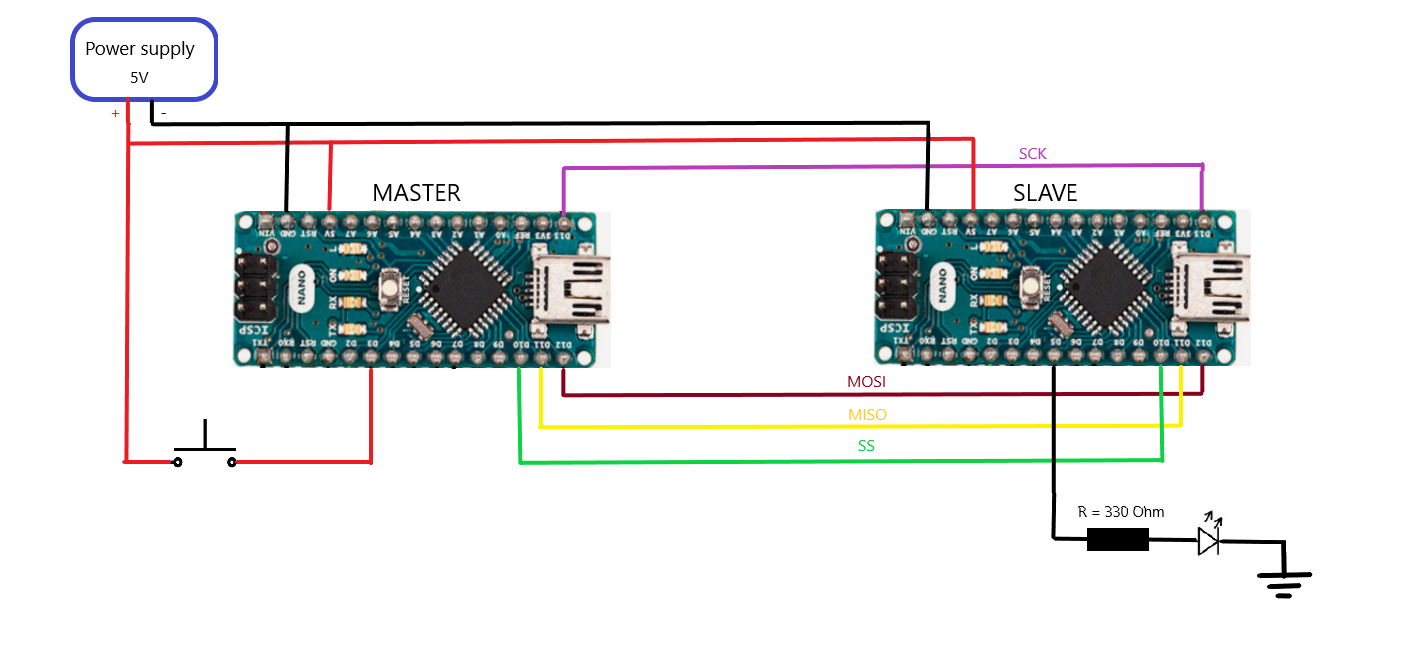 Power supply
5V
+ -
SCK
MASTER
SLAVE
VIN GND RST 5V A7 A6 A5 A4 A3 A2 A1 A0 REF 3V3 D13
VIN GND RST 5V A7 A6 A5 A4 A3 A2 A1 A0 REF 3V3 D13
L
ON
RX
TX
NANO
RESET
ICSP
L
ON
RX
TX
NANO
RESET
ICSP
TX1 RX0 RST GND D2 D3 D4 D5 D6 D7 D8 D9 D10 D11 D12
TX1 RX0 RST GND D2 D3 D4 D5 D6 D7 D8 D9 D10 D11 D12
MOSI
MISO
SS
R = 330 Ohm